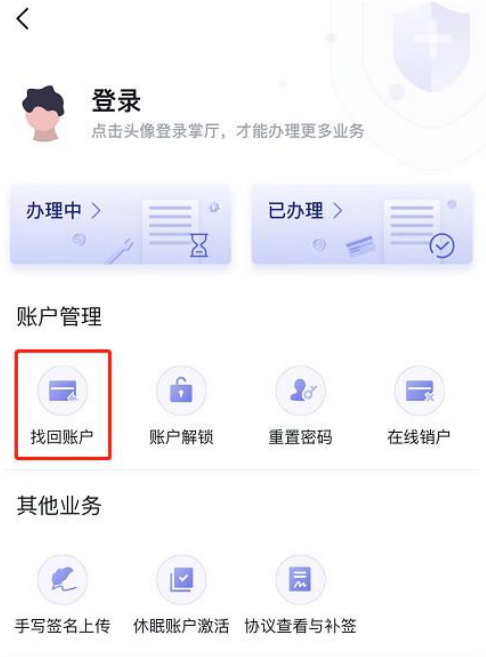 登录
点击头像登录掌厅，才能办理更多业务
办理中
已办理
账户管理
找回账户 账户解锁 重置密码 在线销户
其他业务
手写签名上传 休眠账户激活 协议查看与补签